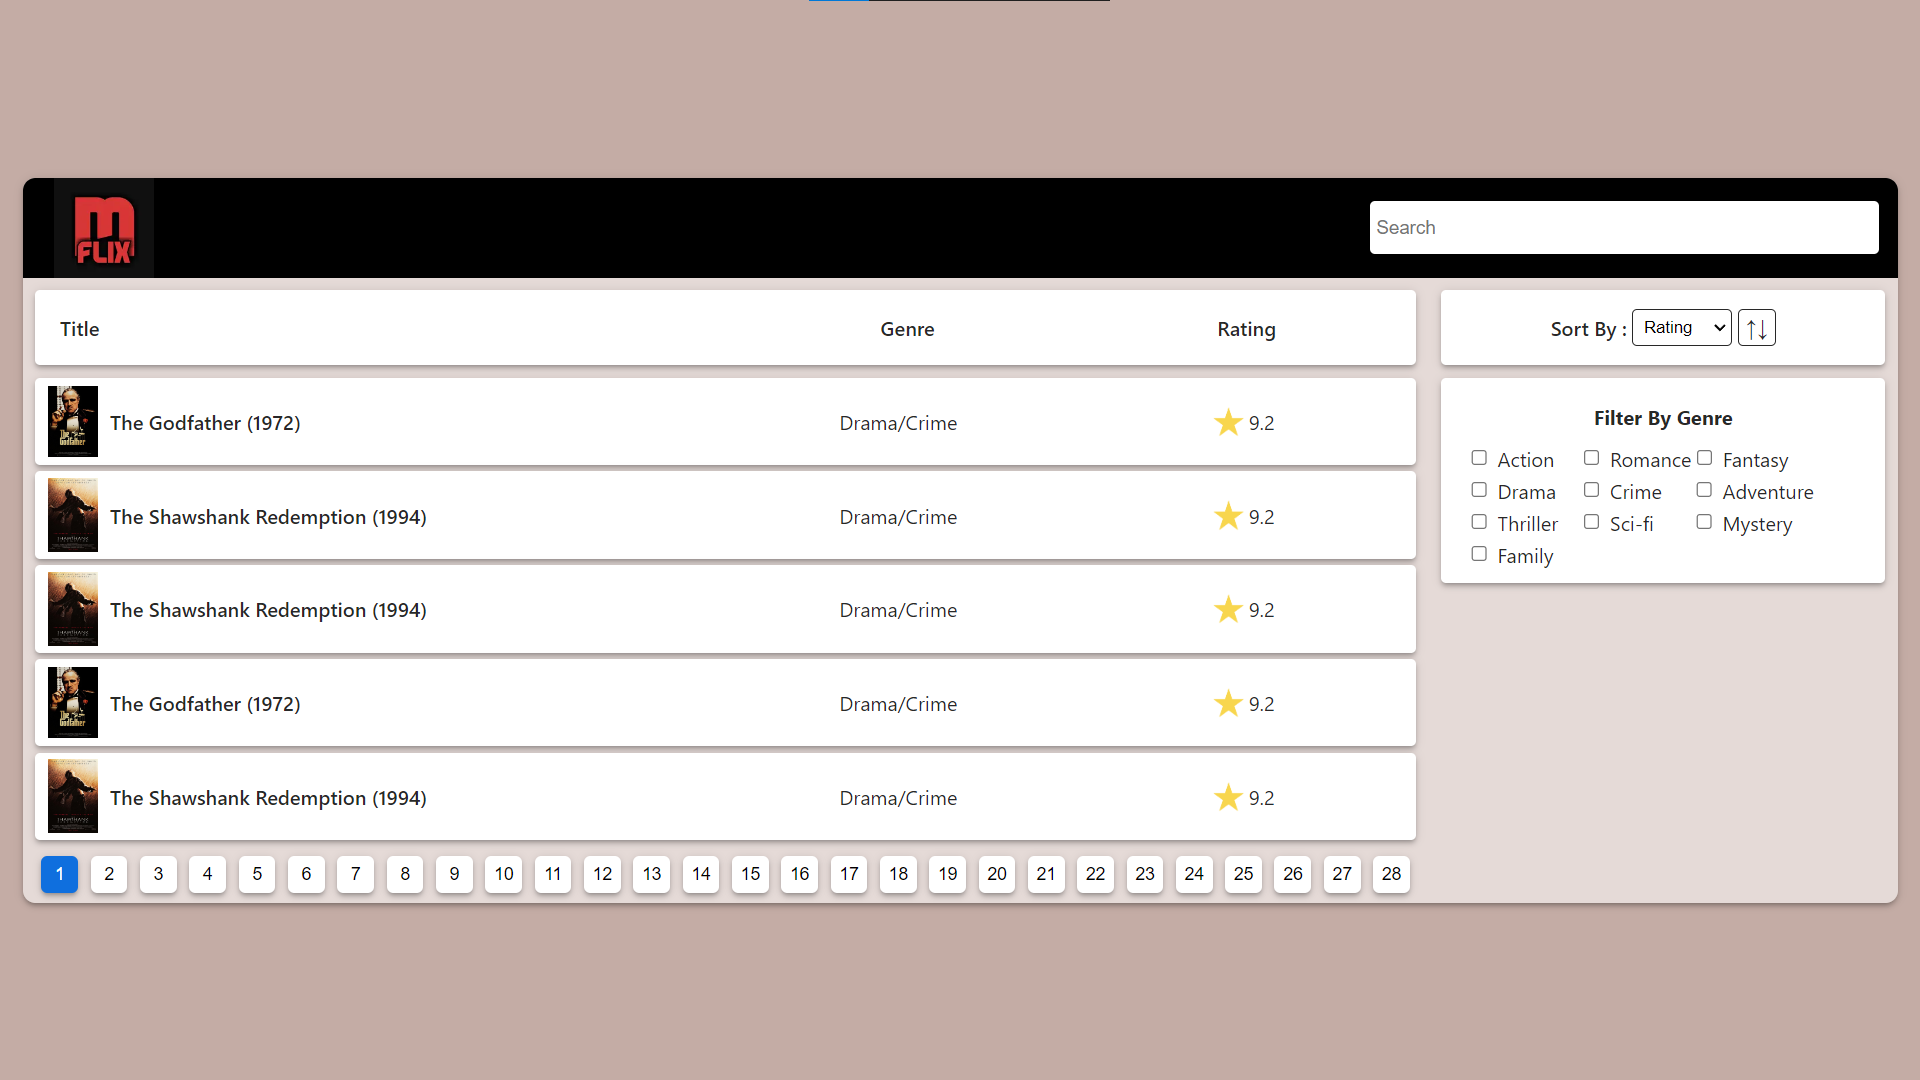 m
FLIX
Search
Title Genre Rating
Sort By : Rating ↑↓
The Godfather (1972) Drama/Crime 9.2
The Godfather
The Shawshank Redemption (1994) Drama/Crime 9.2
The Shawshank Redemption (1994) Drama/Crime 9.2
The Godfather (1972) Drama/Crime 9.2
The Godfather
The Shawshank Redemption (1994) Drama/Crime 9.2
Filter By Genre
Action Romance Fantasy
Drama Crime Adventure
Thriller Sci-fi Mystery
Family
1 2 3 4 5 6 7 8 9 10 11 12 13 14 15 16 17 18 19 20 21 22 23 24 25 26 27 28